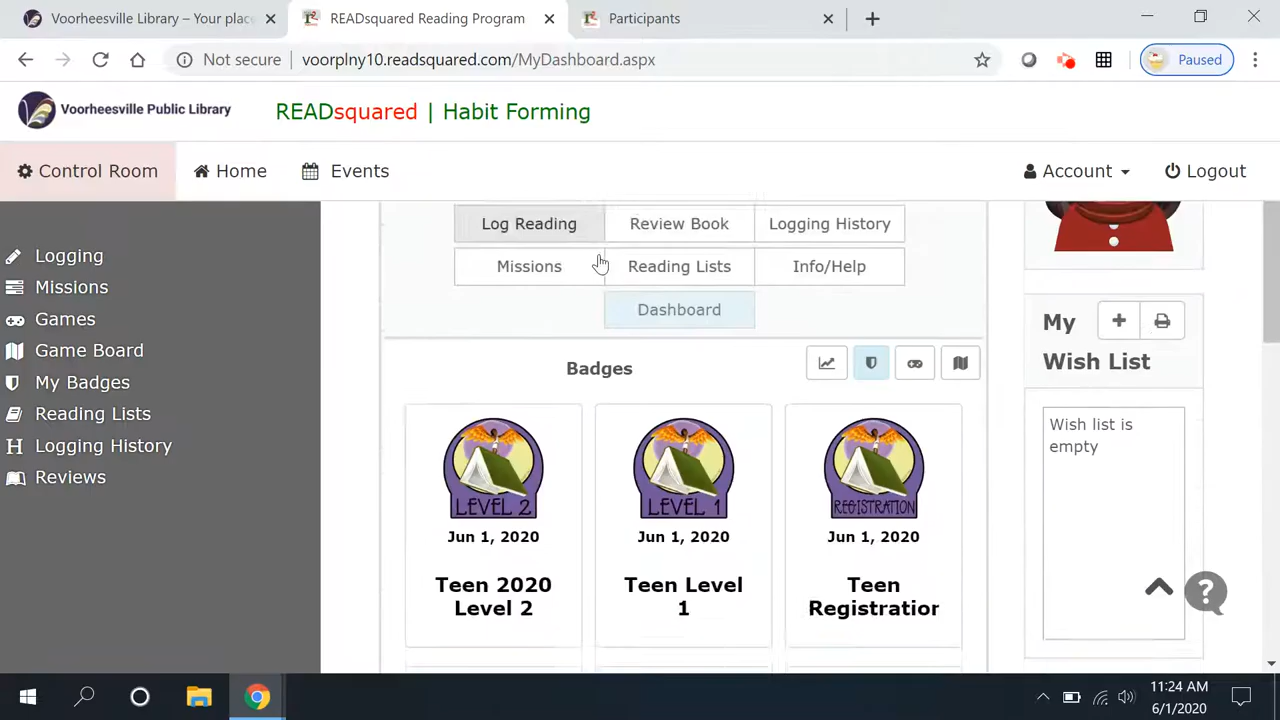 Voorheesville Library – Your plac
READsquared Reading Program
Participants
Not secure
voorplny10.readsquared.com/MyDashboard.aspx
Paused
Voorheesville Public Library
READsquared | Habit Forming
Control Room
Home
Events
Account
Logout
Logging
Missions
Games
Game Board
My Badges
Reading Lists
Logging History
Reviews
Log Reading
Review Book
Logging History
Missions
Reading Lists
Info/Help
Dashboard
Badges
LEVEL 2
Jun 1, 2020
Teen 2020
Level 2
LEVEL 1
Jun 1, 2020
Teen Level
1
REGISTRATION
Jun 1, 2020
Teen
Registration
My
Wish List
Wish list is
empty
?
11:24 AM
6/1/2020